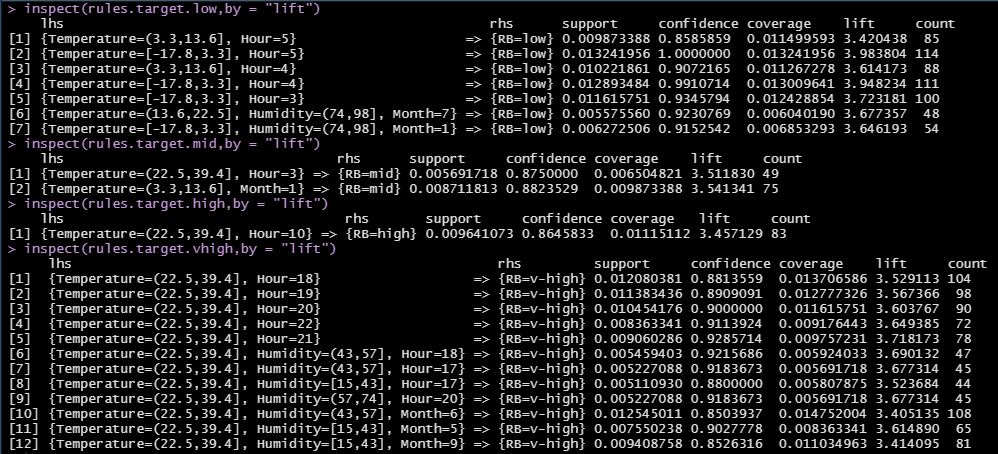 > inspect(rules.target.low,by = "lift")
lhs rhs support confidence coverage lift count
[1] {Temperature=(3.3,13.6], Hour=5} => {RB=low} 0.009873388 0.8585859 0.011499593 3.420438 85
[2] {Temperature=[-17.8,3.3], Hour=5} => {RB=low} 0.013241956 1.0000000 0.013241956 3.983804 114
[3] {Temperature=(3.3,13.6], Hour=4} => {RB=low} 0.010221861 0.9072165 0.011267278 3.614173 88
[4] {Temperature=[-17.8,3.3], Hour=4} => {RB=low} 0.012893484 0.9910714 0.013009641 3.948234 111
[5] {Temperature=[-17.8,3.3], Hour=3} => {RB=low} 0.011615751 0.9345794 0.012428854 3.723181 100
[6] {Temperature=(13.6,22.5], Humidity=(74,98], Month=7} => {RB=low} 0.005575560 0.9230769 0.006040190 3.677357 48
[7] {Temperature=[-17.8,3.3], Humidity=(74,98], Month=1} => {RB=low} 0.006272506 0.9152542 0.006853293 3.646193 54
> inspect(rules.target.mid,by = "lift")
lhs rhs support confidence coverage lift count
[1] {Temperature=(22.5,39.4], Hour=3} => {RB=mid} 0.005691718 0.8750000 0.006504821 3.511830 49
[2] {Temperature=(3.3,13.6], Month=1} => {RB=mid} 0.008711813 0.8823529 0.009873388 3.541341 75
> inspect(rules.target.high,by = "lift")
lhs rhs support confidence coverage lift count
[1] {Temperature=(22.5,39.4], Hour=10} => {RB=high} 0.009641073 0.8645833 0.01115112 3.457129 83
> inspect(rules.target.vhigh,by = "lift")
lhs rhs support confidence coverage lift count
[1] {Temperature=(22.5,39.4], Hour=18} => {RB=v-high} 0.012080381 0.8813559 0.013706586 3.529113 104
[2] {Temperature=(22.5,39.4], Hour=19} => {RB=v-high} 0.011383436 0.8909091 0.012777326 3.567366 98
[3] {Temperature=(22.5,39.4], Hour=20} => {RB=v-high} 0.010454176 0.9000000 0.011615751 3.603767 90
[4] {Temperature=(22.5,39.4], Hour=22} => {RB=v-high} 0.008363341 0.9113924 0.009176443 3.649385 72
[5] {Temperature=(22.5,39.4], Hour=21} => {RB=v-high} 0.009060286 0.9285714 0.009757231 3.718173 78
[6] {Temperature=(22.5,39.4], Humidity=(43,57], Hour=18} => {RB=v-high} 0.005459403 0.9215686 0.005924033 3.690132 47
[7] {Temperature=(22.5,39.4], Humidity=(43,57], Hour=17} => {RB=v-high} 0.005227088 0.9183673 0.005691718 3.677314 45
[8] {Temperature=(22.5,39.4], Humidity=[15,43], Hour=17} => {RB=v-high} 0.005110930 0.8800000 0.005807875 3.523684 44
[9] {Temperature=(22.5,39.4], Humidity=(57,74], Hour=20} => {RB=v-high} 0.005227088 0.9183673 0.005691718 3.677314 45
[10] {Temperature=(22.5,39.4], Humidity=(43,57], Month=6} => {RB=v-high} 0.012545011 0.8503937 0.014752004 3.405135 108
[11] {Temperature=(22.5,39.4], Humidity=[15,43], Month=5} => {RB=v-high} 0.007550238 0.9027778 0.008363341 3.614890 65
[12] {Temperature=(22.5,39.4], Humidity=[15,43], Month=9} => {RB=v-high} 0.009408758 0.8526316 0.011034963 3.414095 81